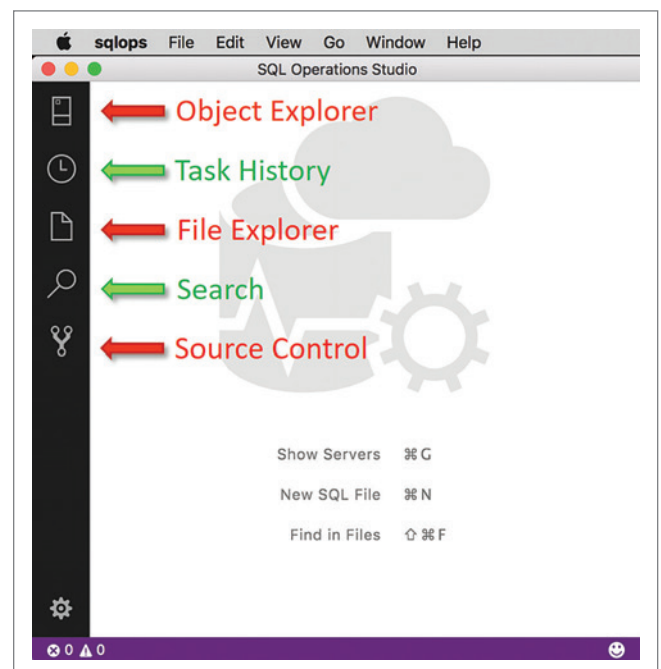 sqlops File Edit View Go Window Help
SQL Operations Studio
Object Explorer
Task History
File Explorer
Search
Source Control
Show Servers ⌘ G
New SQL File ⌘ N
Find in Files ⇧ ⌘ F
0 0